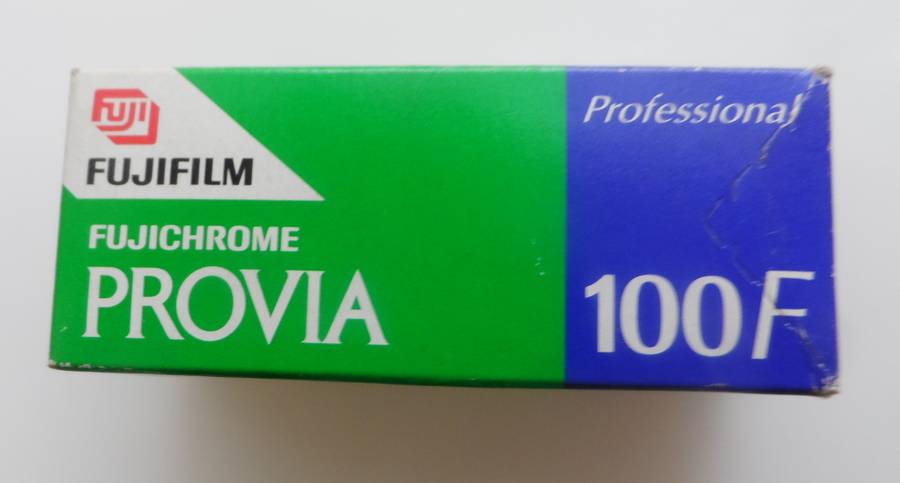 FUJI
FUJIFILM
FUJICHROME
PROVIA
Professional
100F